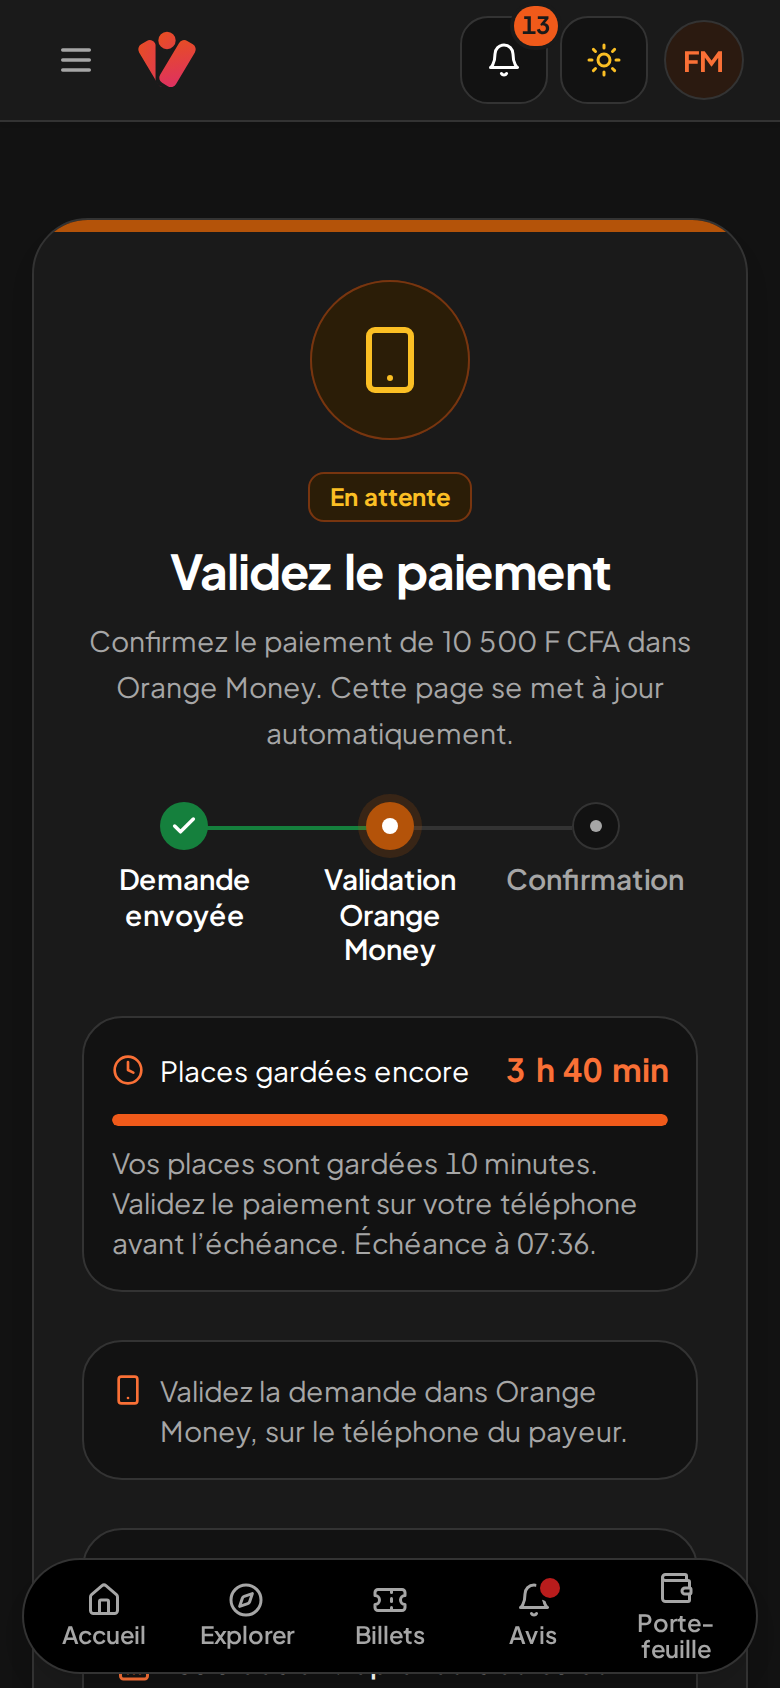 13
FM
En attente
Validez le paiement
Confirmez le paiement de 10 500 F CFA dans
Orange Money. Cette page se met à jour
automatiquement.
Demande
envoyée
Validation
Orange
Money
Confirmation
Places gardées encore
3 h 40 min
Vos places sont gardées 10 minutes.
Validez le paiement sur votre téléphone
avant l’échéance. Échéance à 07:36.
Validez la demande dans Orange
Money, sur le téléphone du payeur.
Accueil
Explorer
Billets
Avis
Porte-
feuille